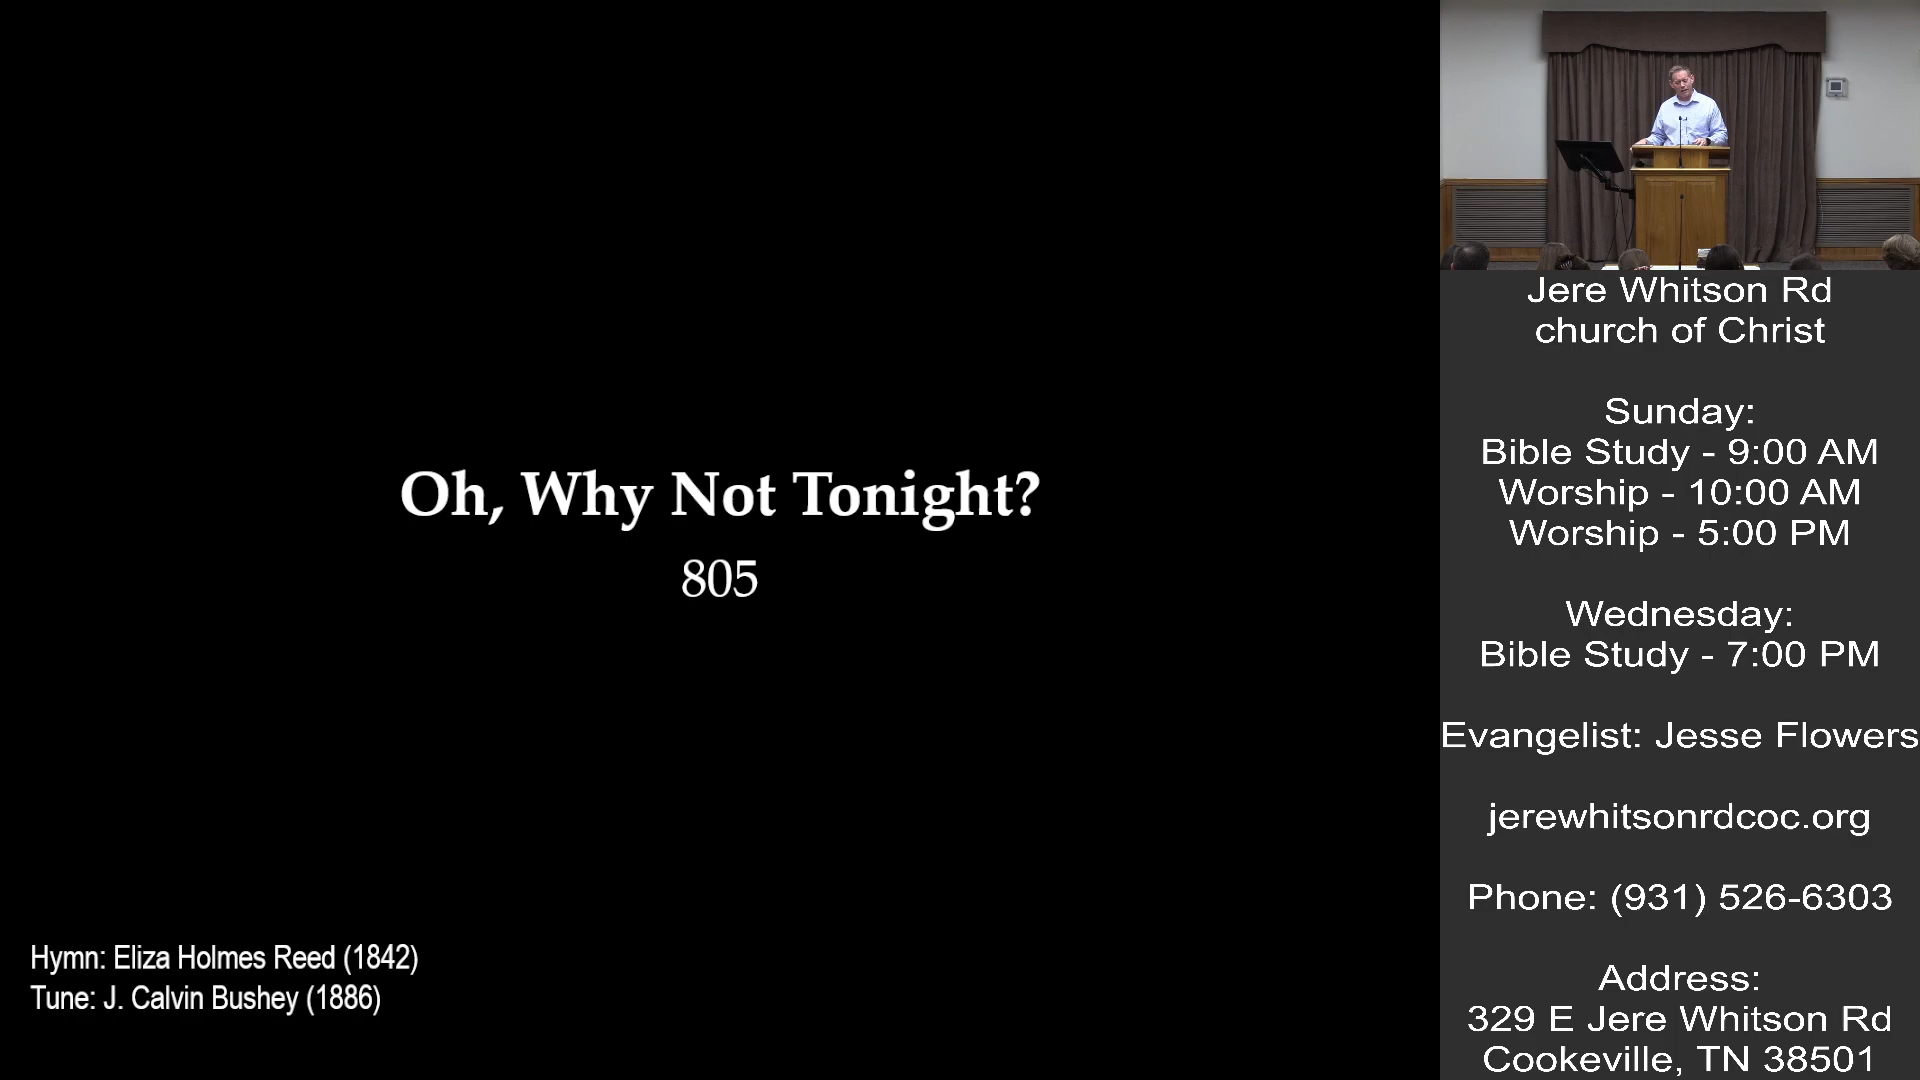 Oh, Why Not Tonight?
805
Hymn: Eliza Holmes Reed (1842)
Tune: J. Calvin Bushey (1886)
Jere Whitson Rd
church of Christ
Sunday:
Bible Study - 9:00 AM
Worship - 10:00 AM
Worship - 5:00 PM
Wednesday:
Bible Study - 7:00 PM
Evangelist: Jesse Flowers
jerewhitsonrdcoc.org
Phone: (931) 526-6303
Address:
329 E Jere Whitson Rd
Cookeville, TN 38501